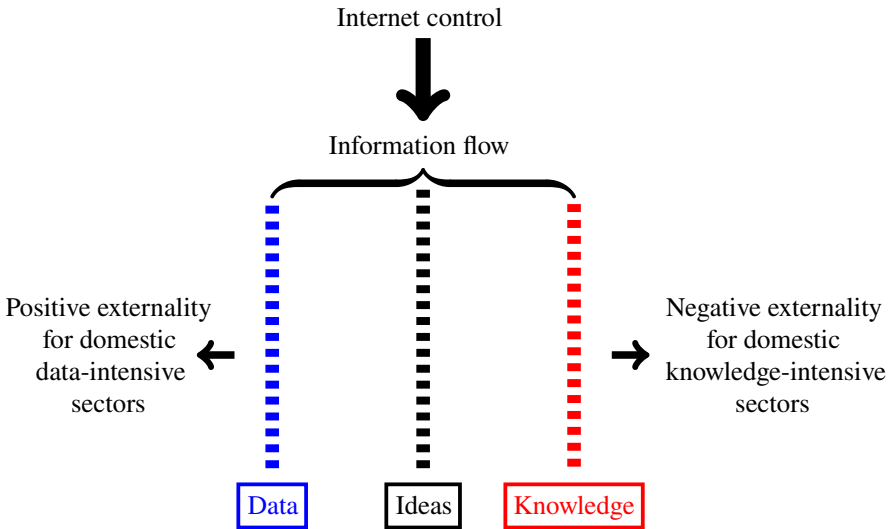 Internet control
Information flow
Positive externality
for domestic
data-intensive
sectors
Negative externality
for domestic
knowledge-intensive
sectors
Data
Ideas
Knowledge